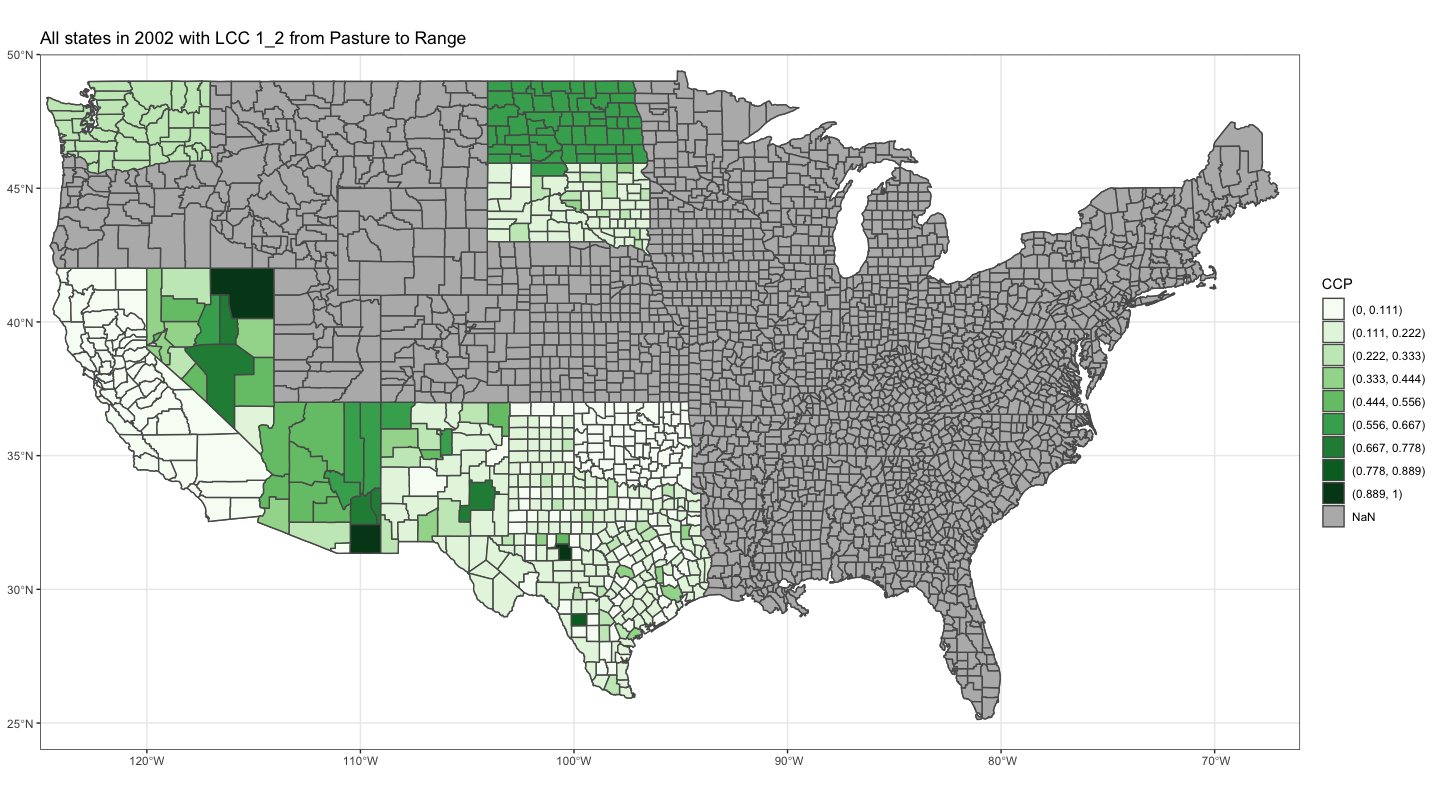 All states in 2002 with LCC 1_2 from Pasture to Range
50°N
45°N
40°N
35°N
30°N
25°N
120°W
110°W
100°W
90°W
80°W
70°W
CCP
(0, 0.111)
(0.111, 0.222)
(0.222, 0.333)
(0.333, 0.444)
(0.444, 0.556)
(0.556, 0.667)
(0.667, 0.778)
(0.778, 0.889)
(0.889, 1)
NaN